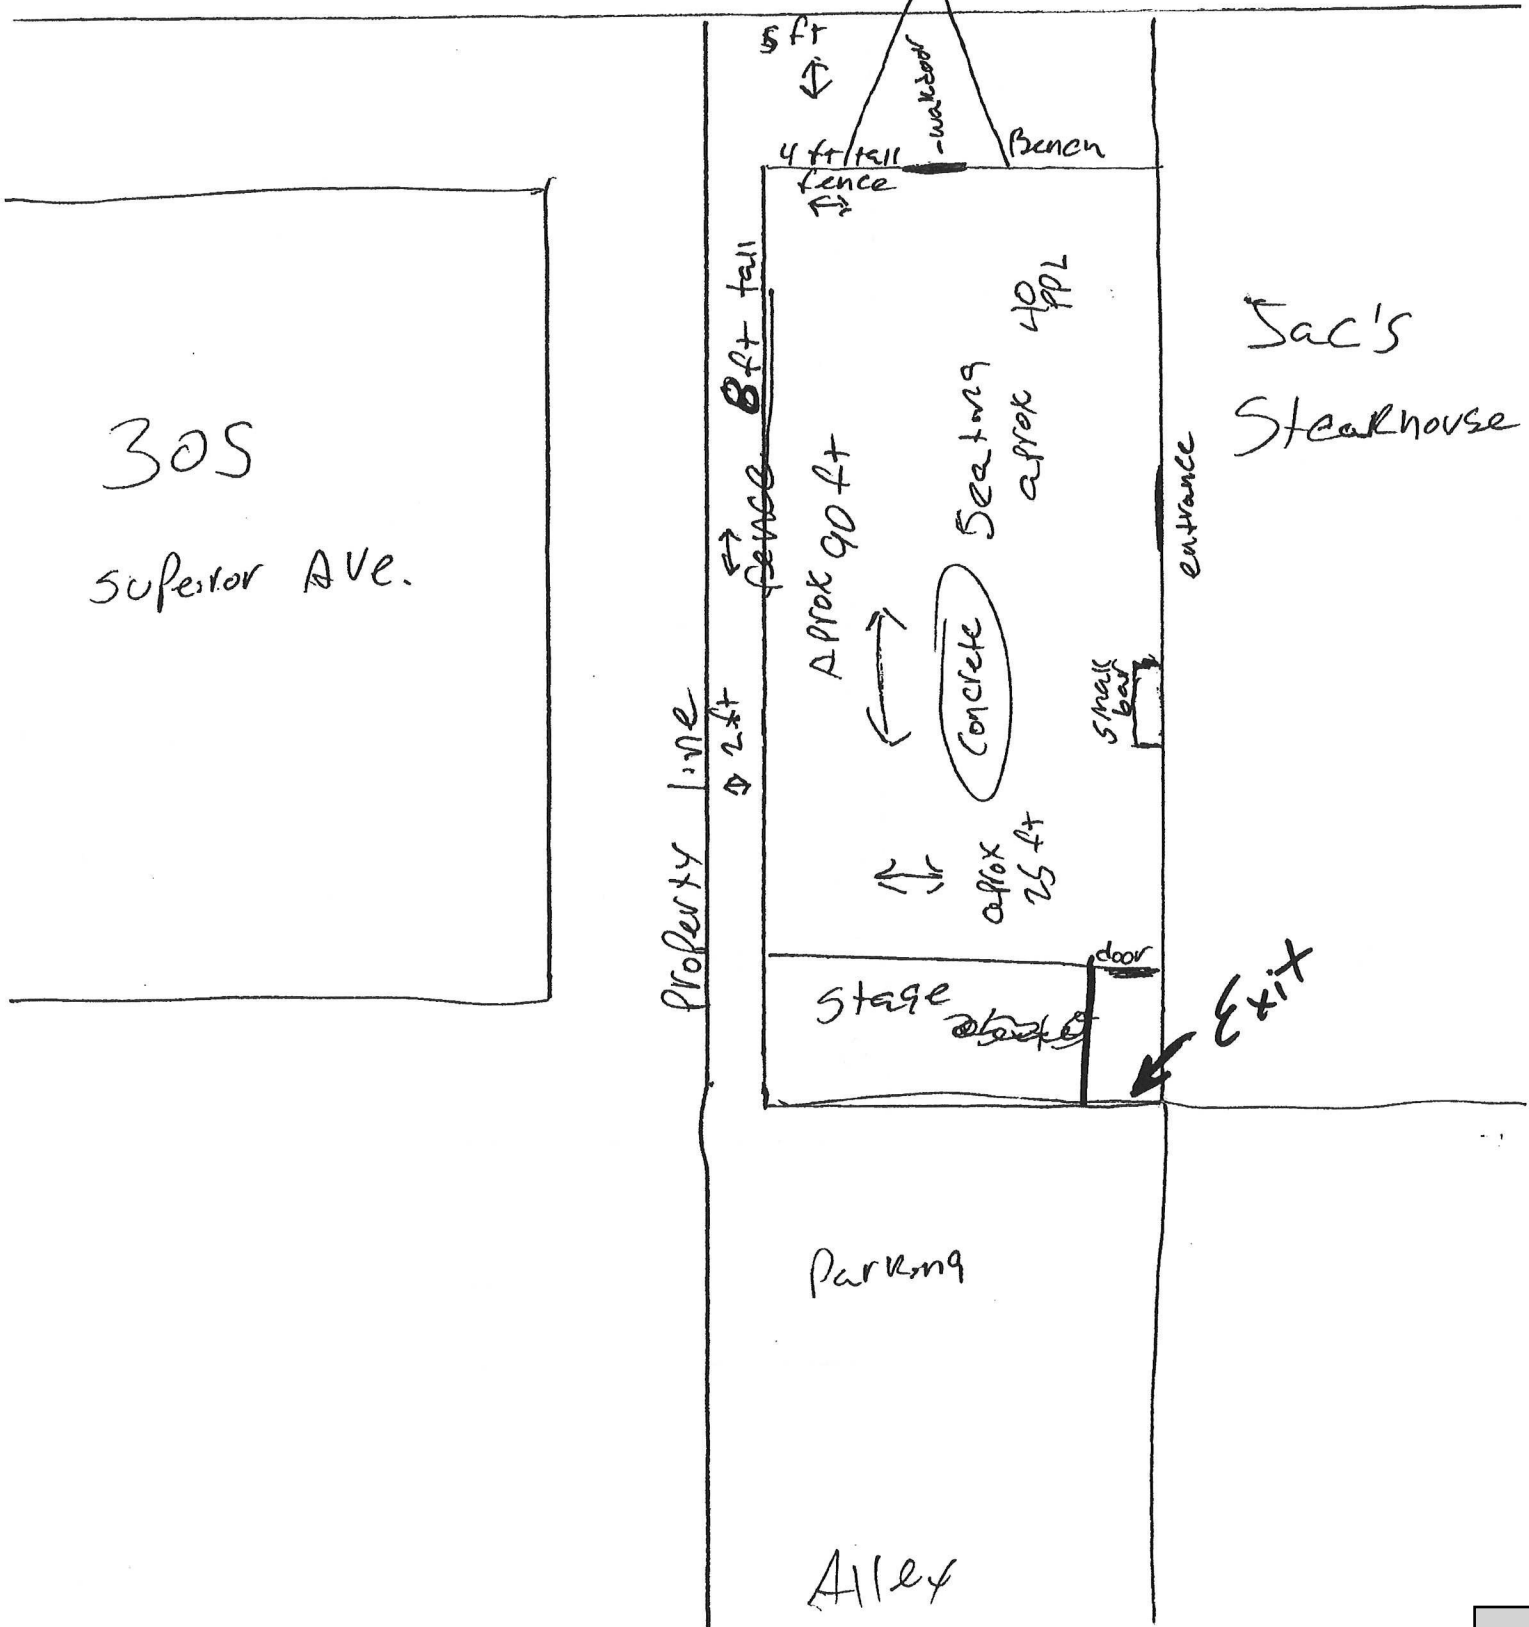 5 ft
-walkdoor
4 ft tall
fence
Bench
8 ft tall
fence
Seating
aprox 40
PPL
Aprox 90 ft
Jac's
Steakhouse
305
superior AVe.
entrance
Concrete
small
bar
Property line
2 ft
aprox
25 ft
door
Stage
Exit
Parking
Alley